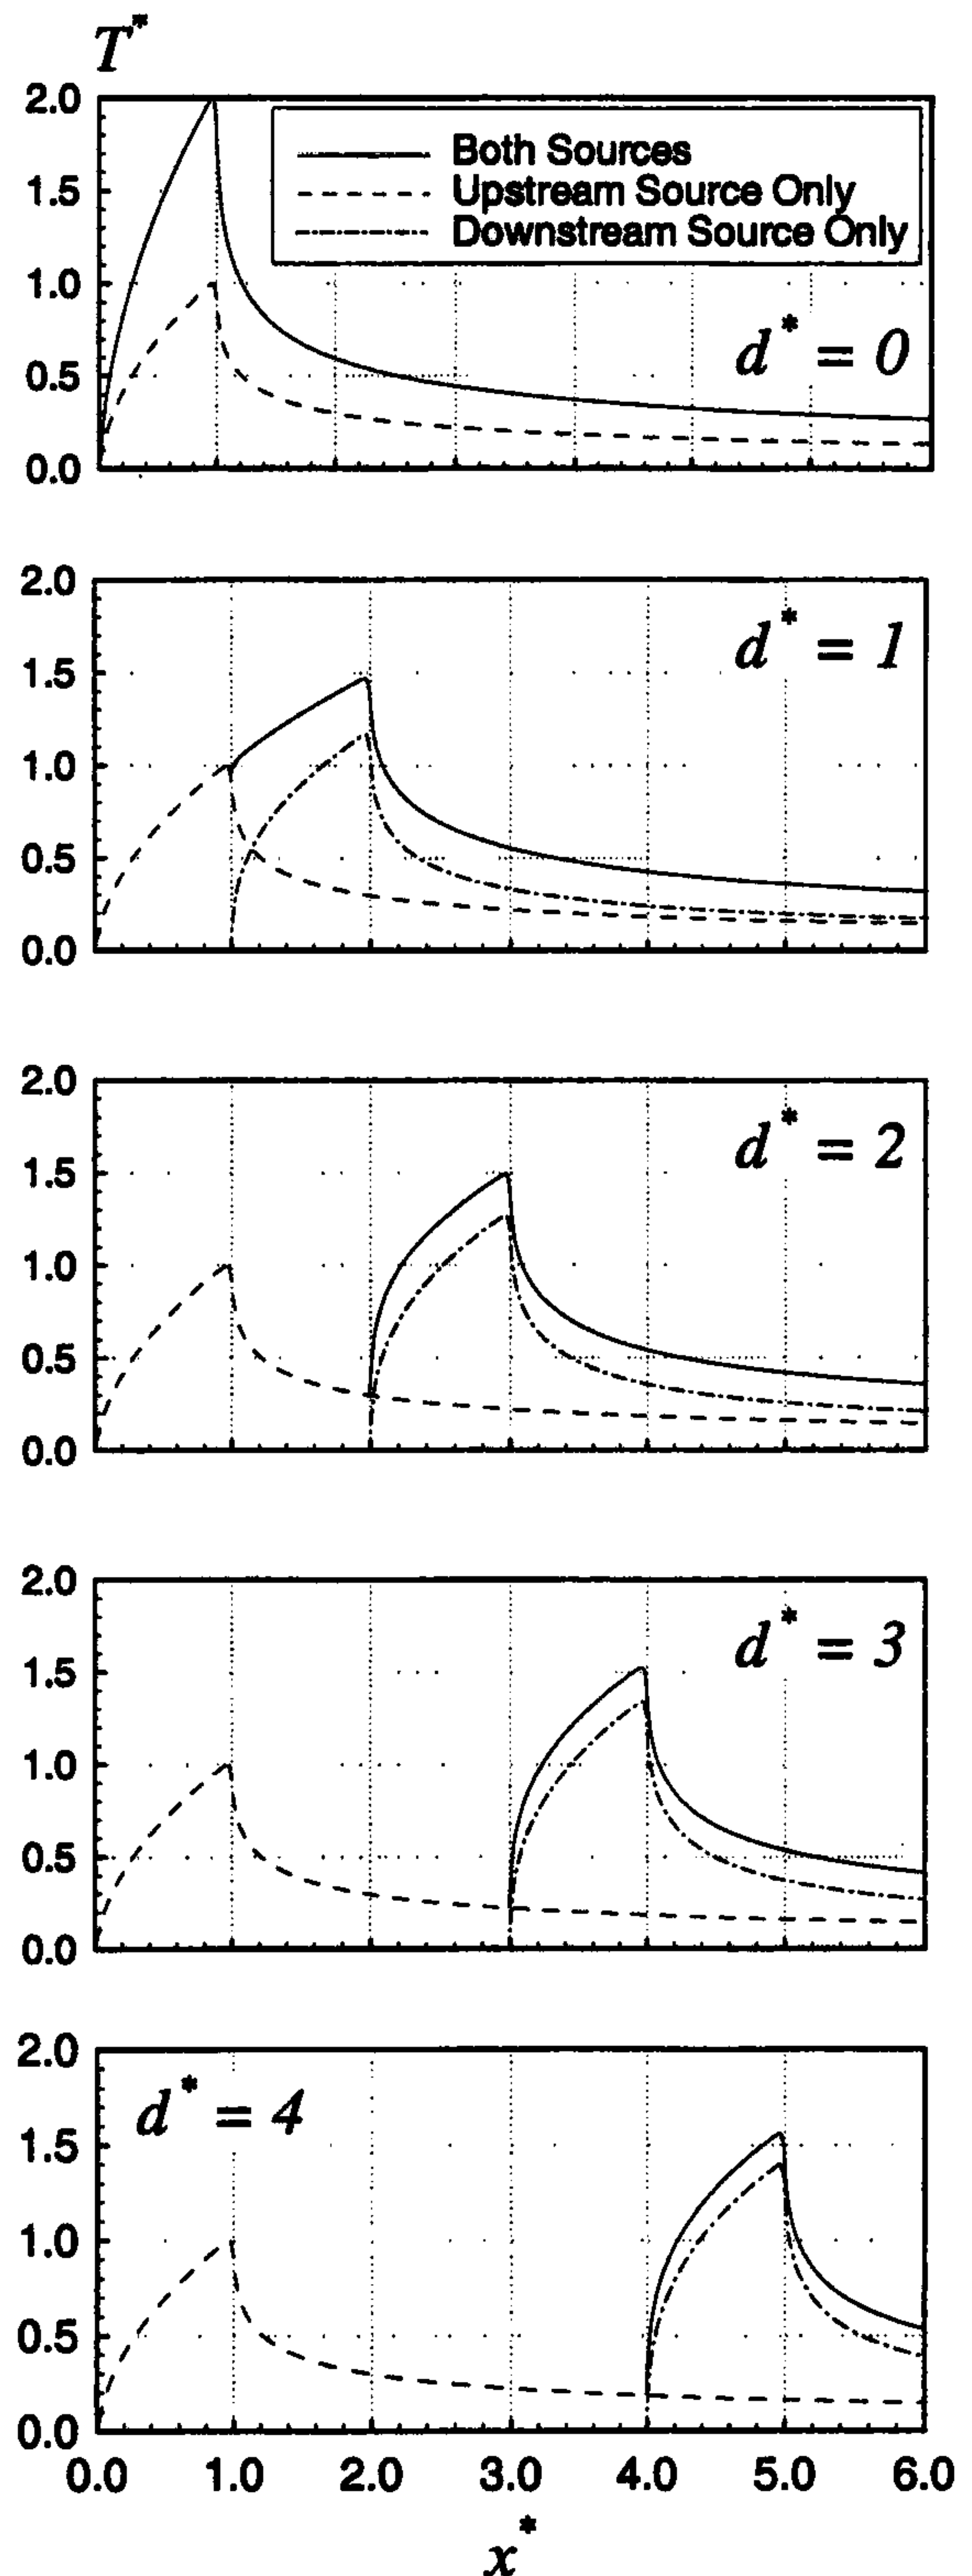 T*
2.0
Both Sources
Upstream Source Only
Downstream Source Only
1.5
1.0
0.5
0.0
d* = 0
2.0
1.5
1.0
0.5
0.0
d* = 1
2.0
1.5
1.0
0.5
0.0
d* = 2
2.0
1.5
1.0
0.5
0.0
d* = 3
2.0
1.5
1.0
0.5
0.0
d* = 4
0.0 1.0 2.0 3.0 4.0 5.0 6.0
x*